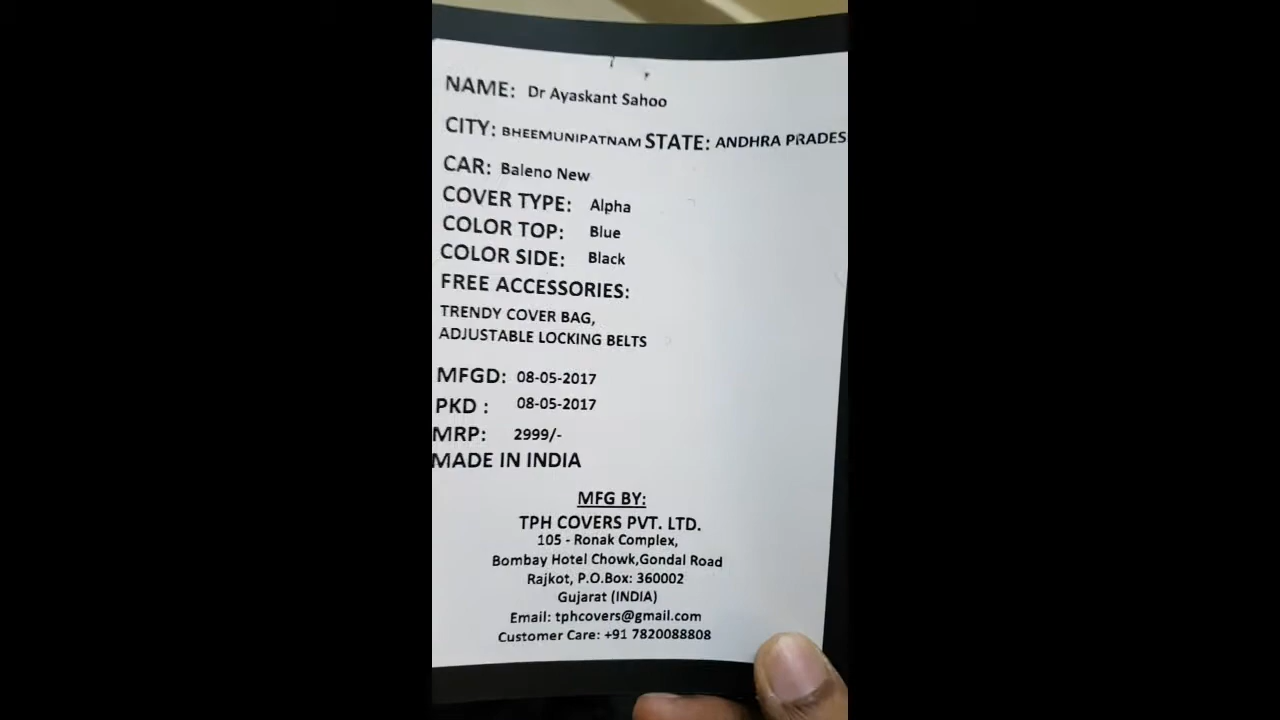 NAME: Dr Ayaskant Sahoo
CITY: BHEEMUNIPATNAM STATE: ANDHRA PRADES
CAR: Baleno New
COVER TYPE: Alpha
COLOR TOP: Blue
COLOR SIDE: Black
FREE ACCESSORIES:
TRENDY COVER BAG,
ADJUSTABLE LOCKING BELTS
MFGD: 08-05-2017
PKD : 08-05-2017
MRP: 2999/-
MADE IN INDIA
MFG BY:
TPH COVERS PVT. LTD.
105 - Ronak Complex,
Bombay Hotel Chowk,Gondal Road
Rajkot, P.O.Box: 360002
Gujarat (INDIA)
Email: tphcovers@gmail.com
Customer Care: +91 7820088808